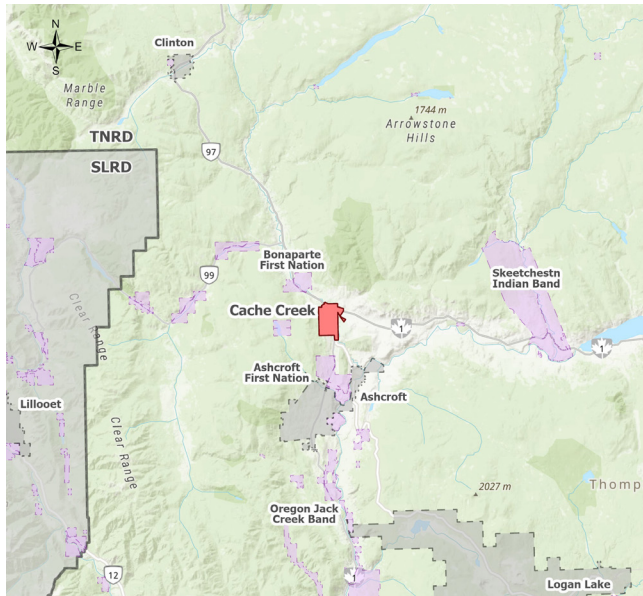 N
W
E
S
Clinton
Marble
Range
1744 m
Arrowstone
Hills
TNRD
97
SLRD
Bonaparte
First Nation
Skeetchestn
Indian Band
99
Clear Range
Cache Creek
1
1
Ashcroft
First Nation
Ashcroft
Lillooet
Clear Range
2027 m
Thomp
Oregon Jack
Creek Band
12
1
Logan Lake